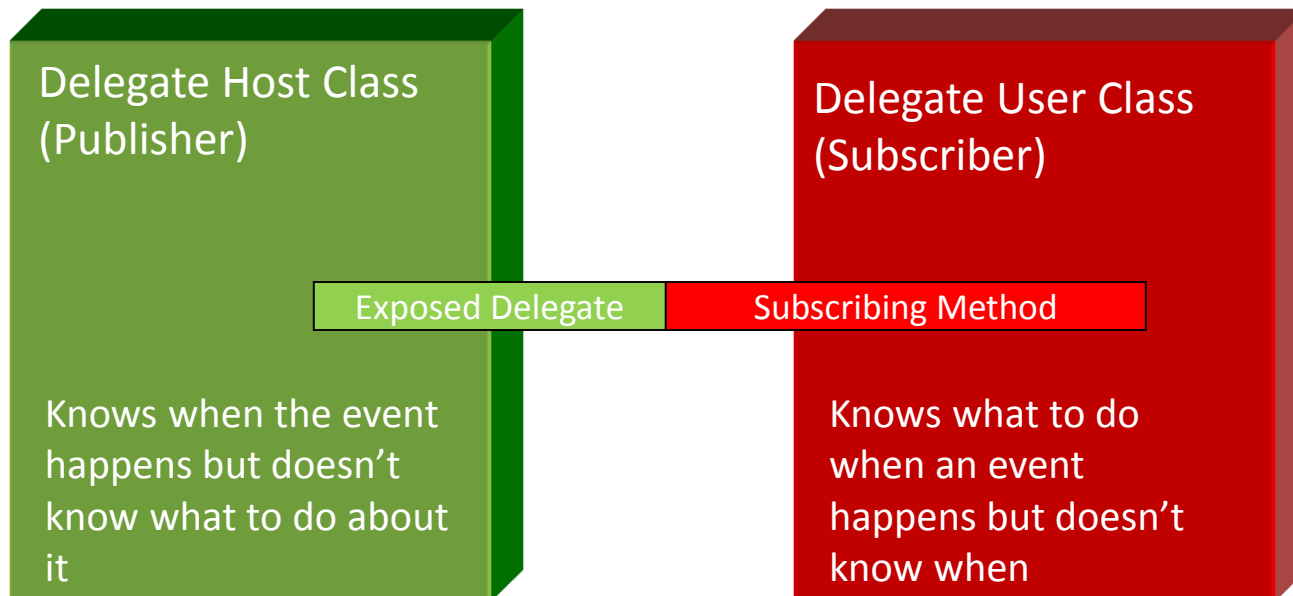 Delegate Host Class
(Publisher)
Delegate User Class
(Subscriber)
Exposed Delegate
Subscribing Method
Knows when the event
happens but doesn’t
know what to do about
it
Knows what to do
when an event
happens but doesn’t
know when